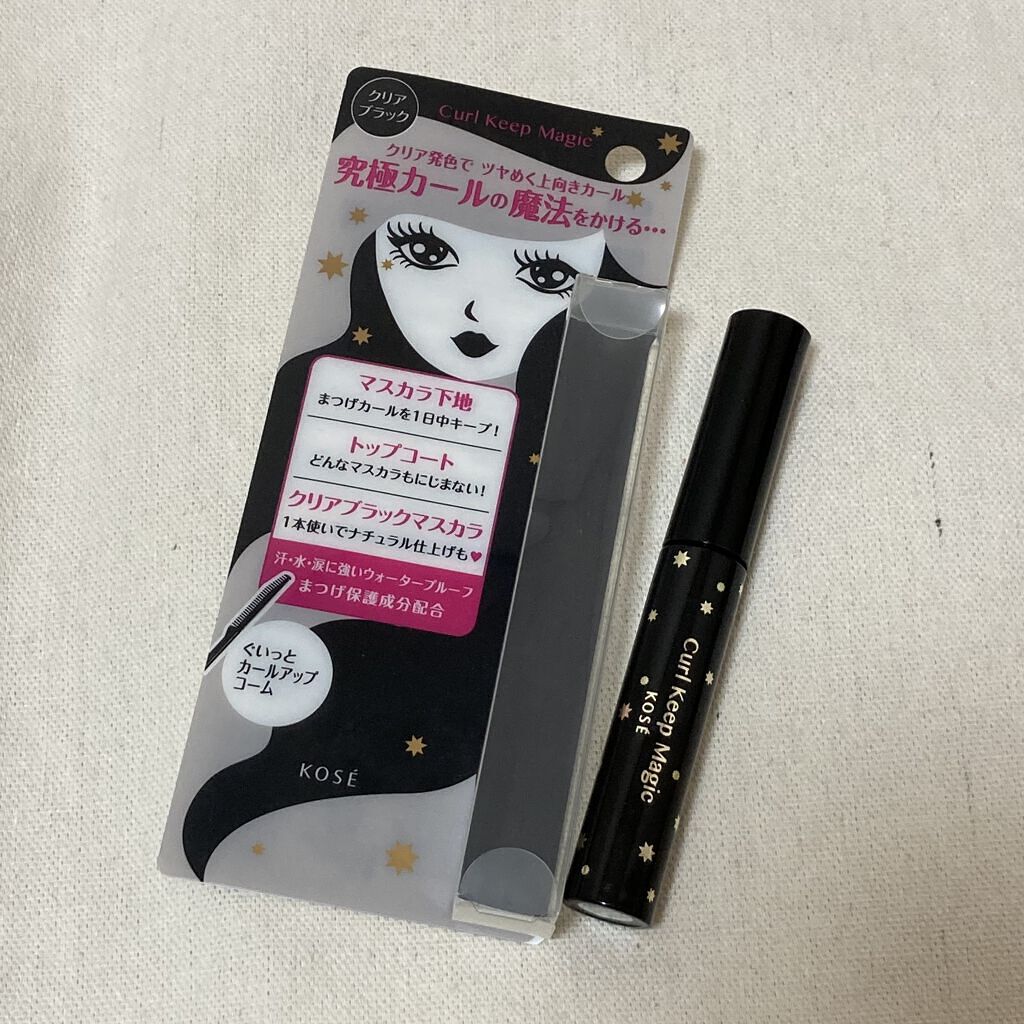 クリア
ブラック
Curl Keep Magic
クリア発色で ツヤめく上向きカール
究極カールの魔法をかける…
マスカラ下地
まつげカールを1日中キープ!
トップコート
どんなマスカラもにじまない!
クリアブラックマスカラ
1本使いでナチュラル仕上げも♥
汗・水・涙に強いウォータープルーフ
まつげ保護成分配合
ぐいっと
カールアップ
コーム
KOSÉ
Curl Keep Magic
KOSÉ